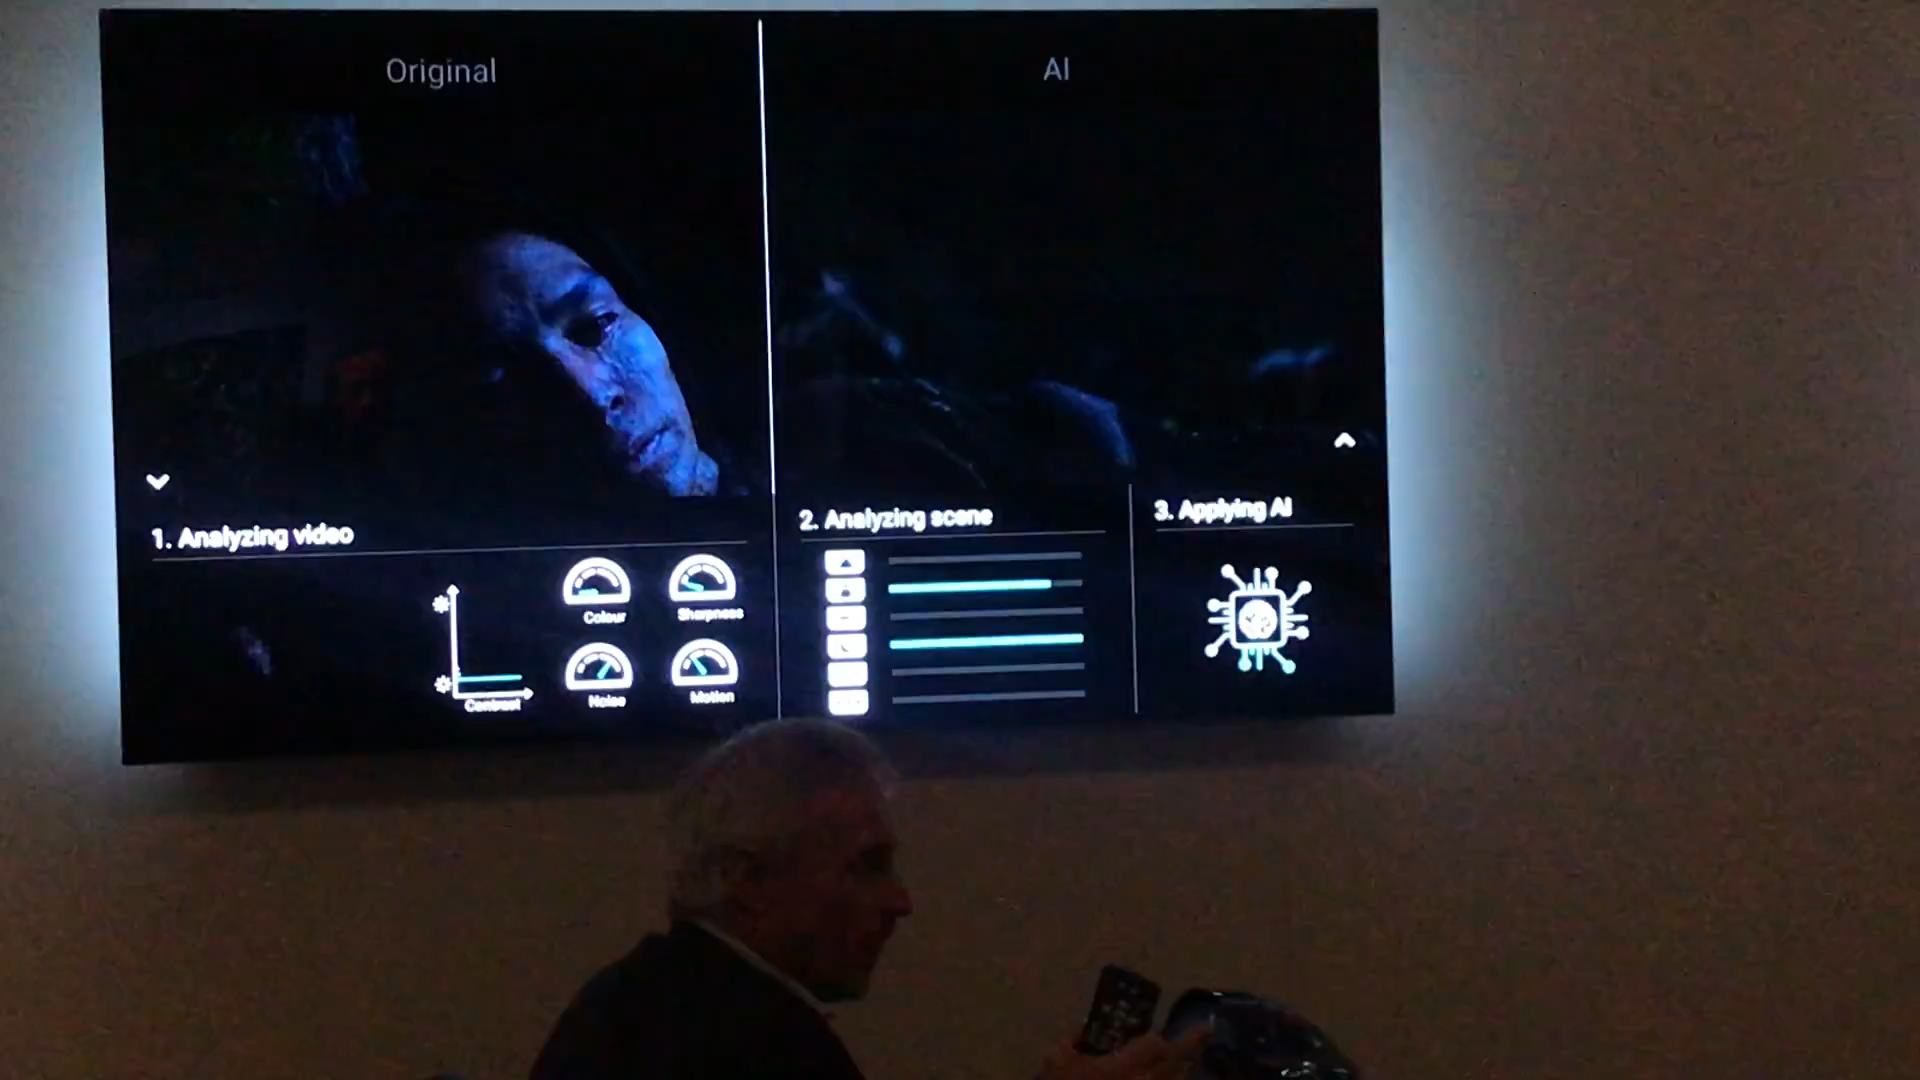 Original
AI
1. Analyzing video
Colour
Sharpness
Contrast
Noise
Motion
2. Analyzing scene
3. Applying AI